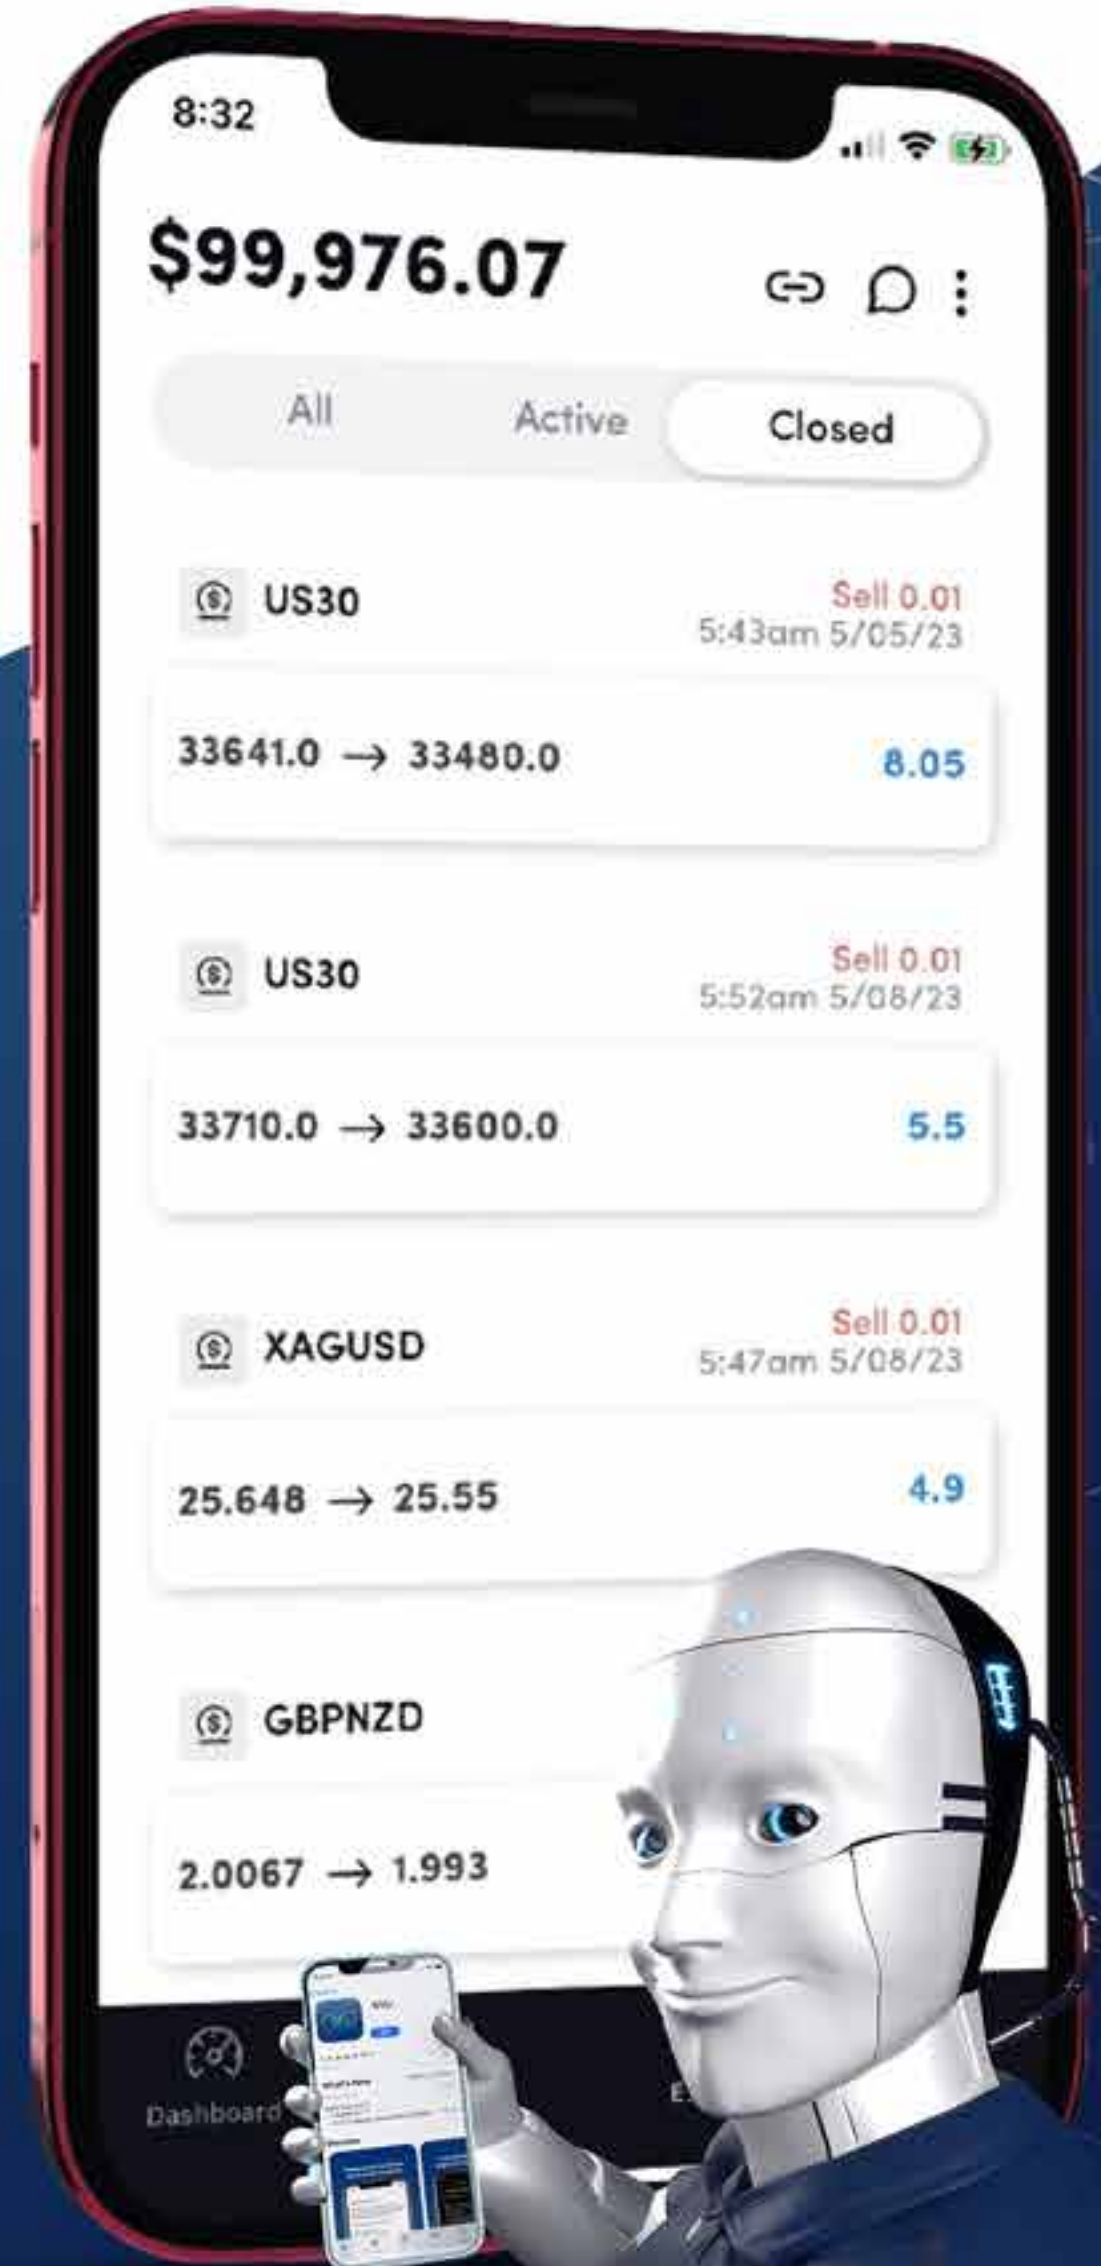 8:32
$99,976.07
All Active Closed
US30 Sell 0.01
5:43am 5/05/23
33641.0 → 33480.0 8.05
US30 Sell 0.01
5:52am 5/08/23
33710.0 → 33600.0 5.5
XAGUSD Sell 0.01
5:47am 5/08/23
25.648 → 25.55 4.9
GBPNZD
2.0067 → 1.993
Dashboard